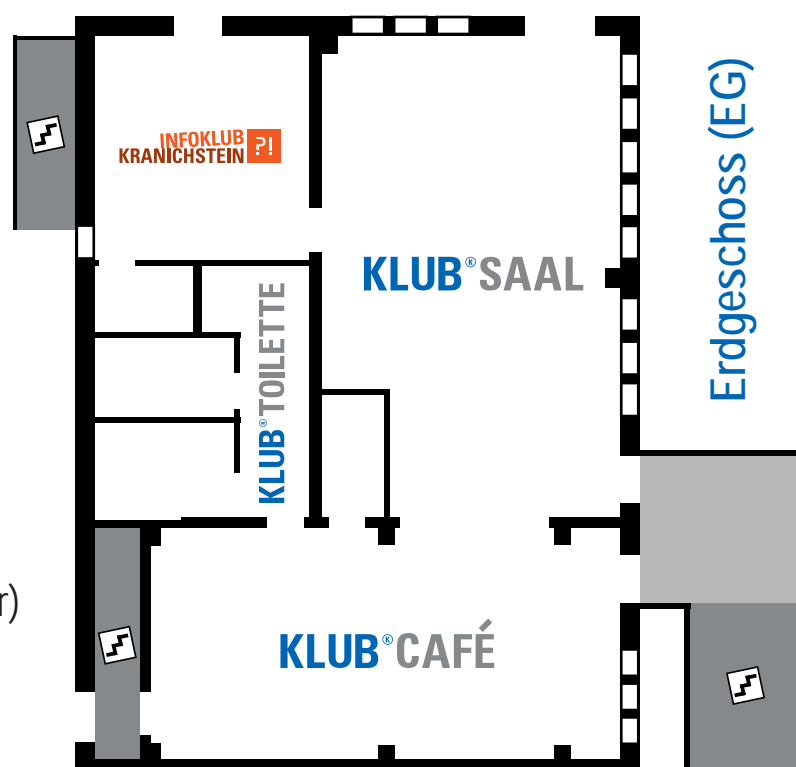 INFOKLUB
KRANICHSTEIN ?!
KLUB®SAAL
Erdgeschoss (EG)
KLUB®TOILETTE
r)
KLUB®CAFÉ